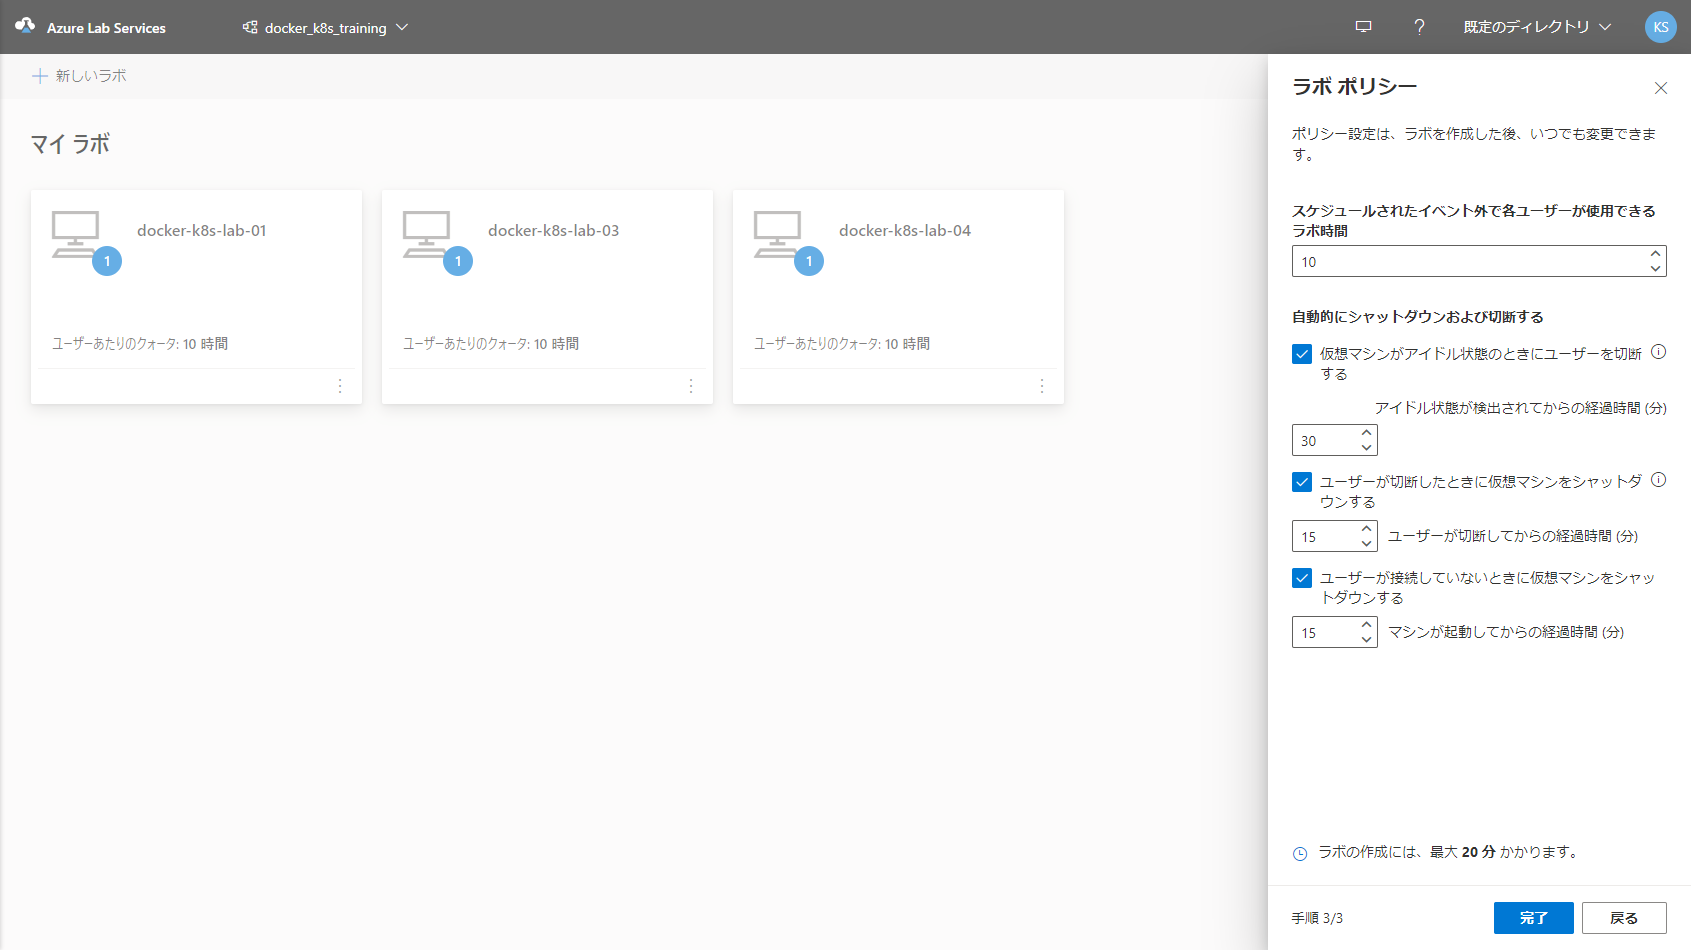 Azure Lab Services
docker_k8s_training
既定のディレクトリ
KS
新しいラボ
マイ ラボ
docker-k8s-lab-01
1
ユーザーあたりのクォータ: 10 時間
docker-k8s-lab-03
1
ユーザーあたりのクォータ: 10 時間
docker-k8s-lab-04
1
ユーザーあたりのクォータ: 10 時間
ラボ ポリシー
ポリシー設定は、ラボを作成した後、いつでも変更できま
す。
スケジュールされたイベント外で各ユーザーが使用できる
ラボ時間
10
自動的にシャットダウンおよび切断する
仮想マシンがアイドル状態のときにユーザーを切断
する
アイドル状態が検出されてからの経過時間 (分)
30
ユーザーが切断したときに仮想マシンをシャットダ
ウンする
15 ユーザーが切断してからの経過時間 (分)
ユーザーが接続していないときに仮想マシンをシャッ
トダウンする
15 マシンが起動してからの経過時間 (分)
ラボの作成には、最大 20 分 かかります。
手順 3/3
完了
戻る